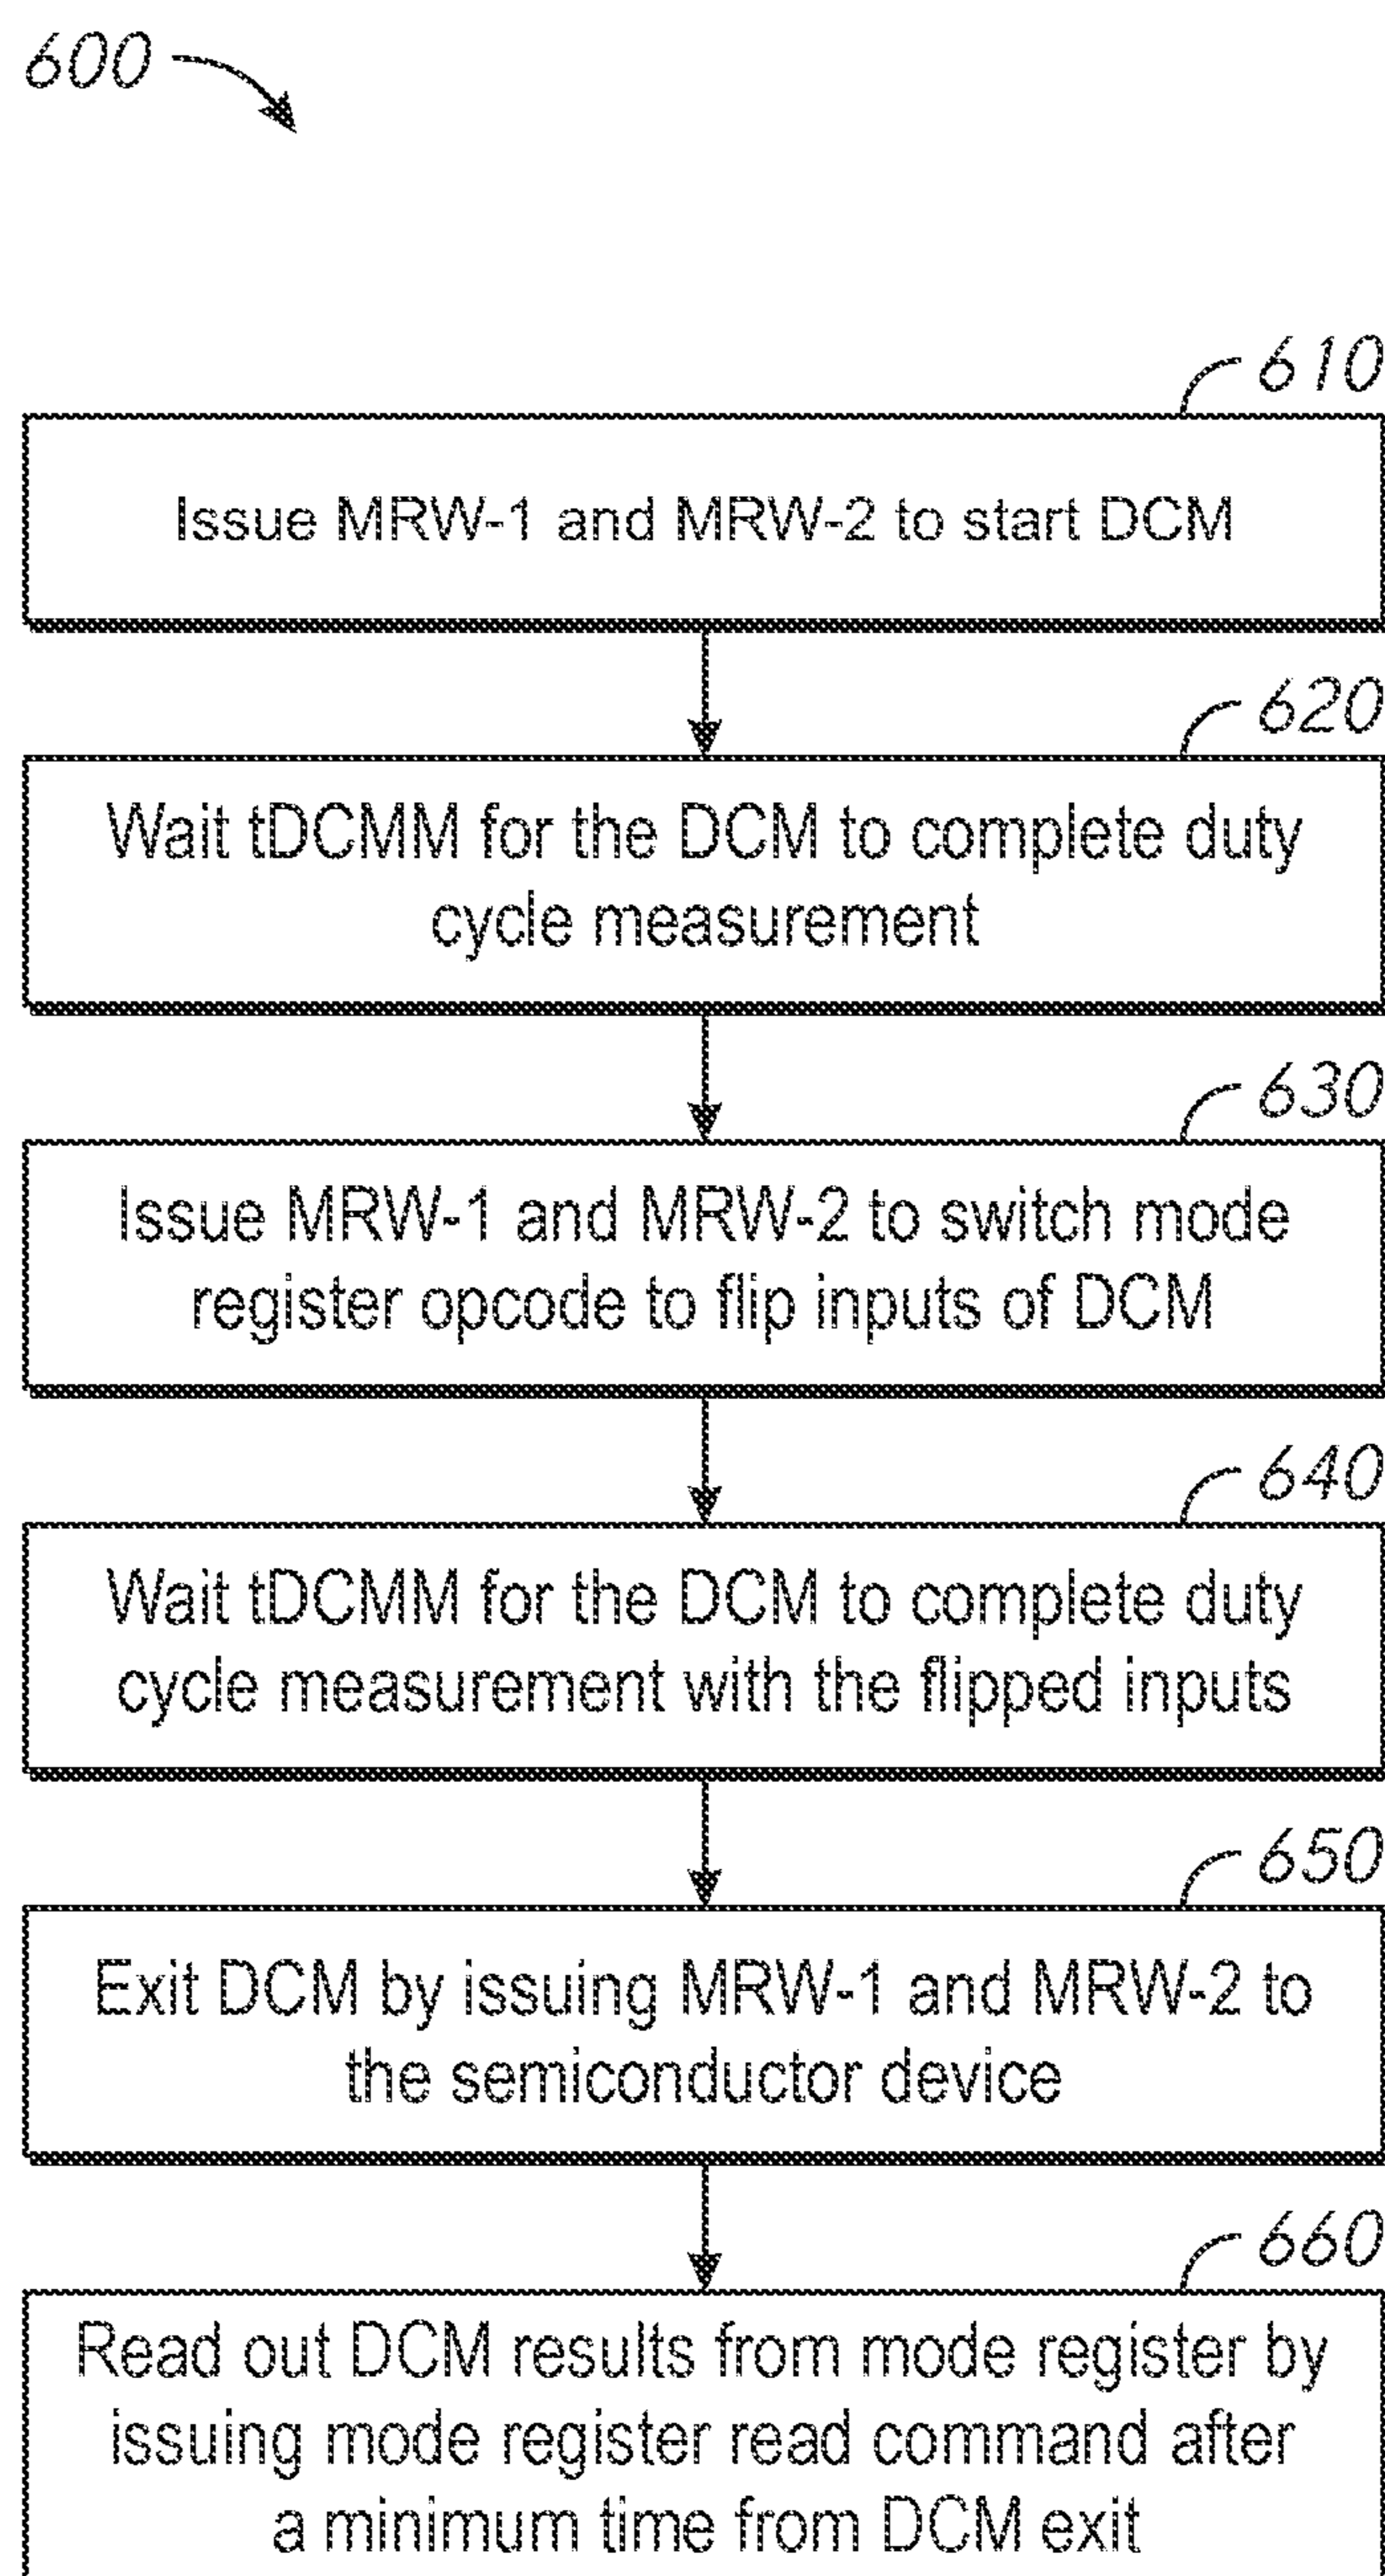 600
610
Issue MRW-1 and MRW-2 to start DCM
620
Wait tDCMM for the DCM to complete duty
cycle measurement
630
Issue MRW-1 and MRW-2 to switch mode
register opcode to flip inputs of DCM
640
Wait tDCMM for the DCM to complete duty
cycle measurement with the flipped inputs
650
Exit DCM by issuing MRW-1 and MRW-2 to
the semiconductor device
660
Read out DCM results from mode register by
issuing mode register read command after
a minimum time from DCM exit